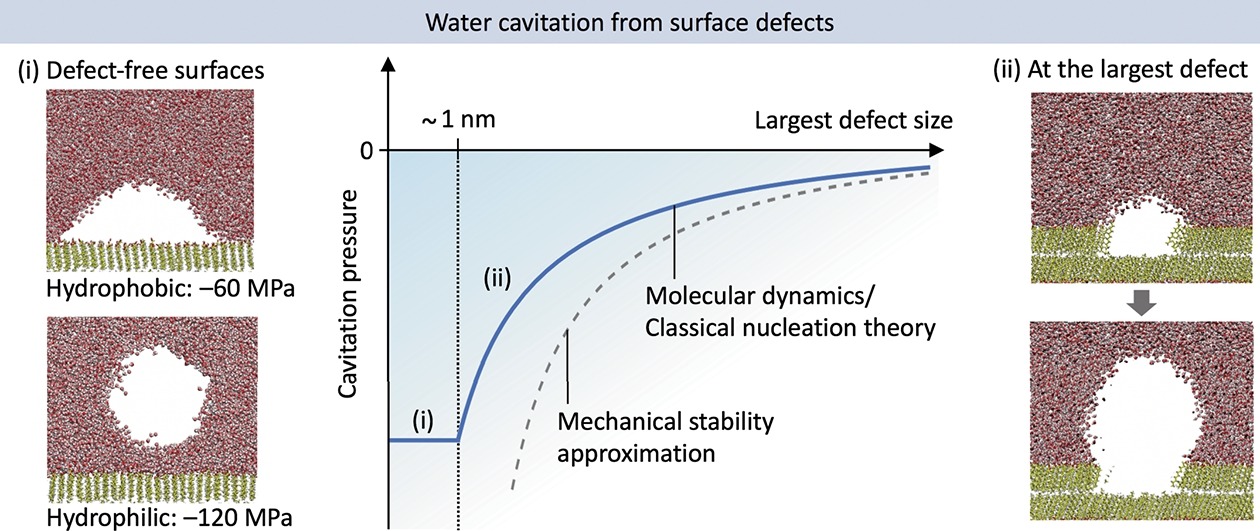 Water cavitation from surface defects
(i) Defect-free surfaces
Hydrophobic: –60 MPa
Hydrophilic: –120 MPa
~ 1 nm
Largest defect size
0
Cavitation pressure
(ii)
Molecular dynamics/
Classical nucleation theory
(i)
Mechanical stability
approximation
(ii) At the largest defect